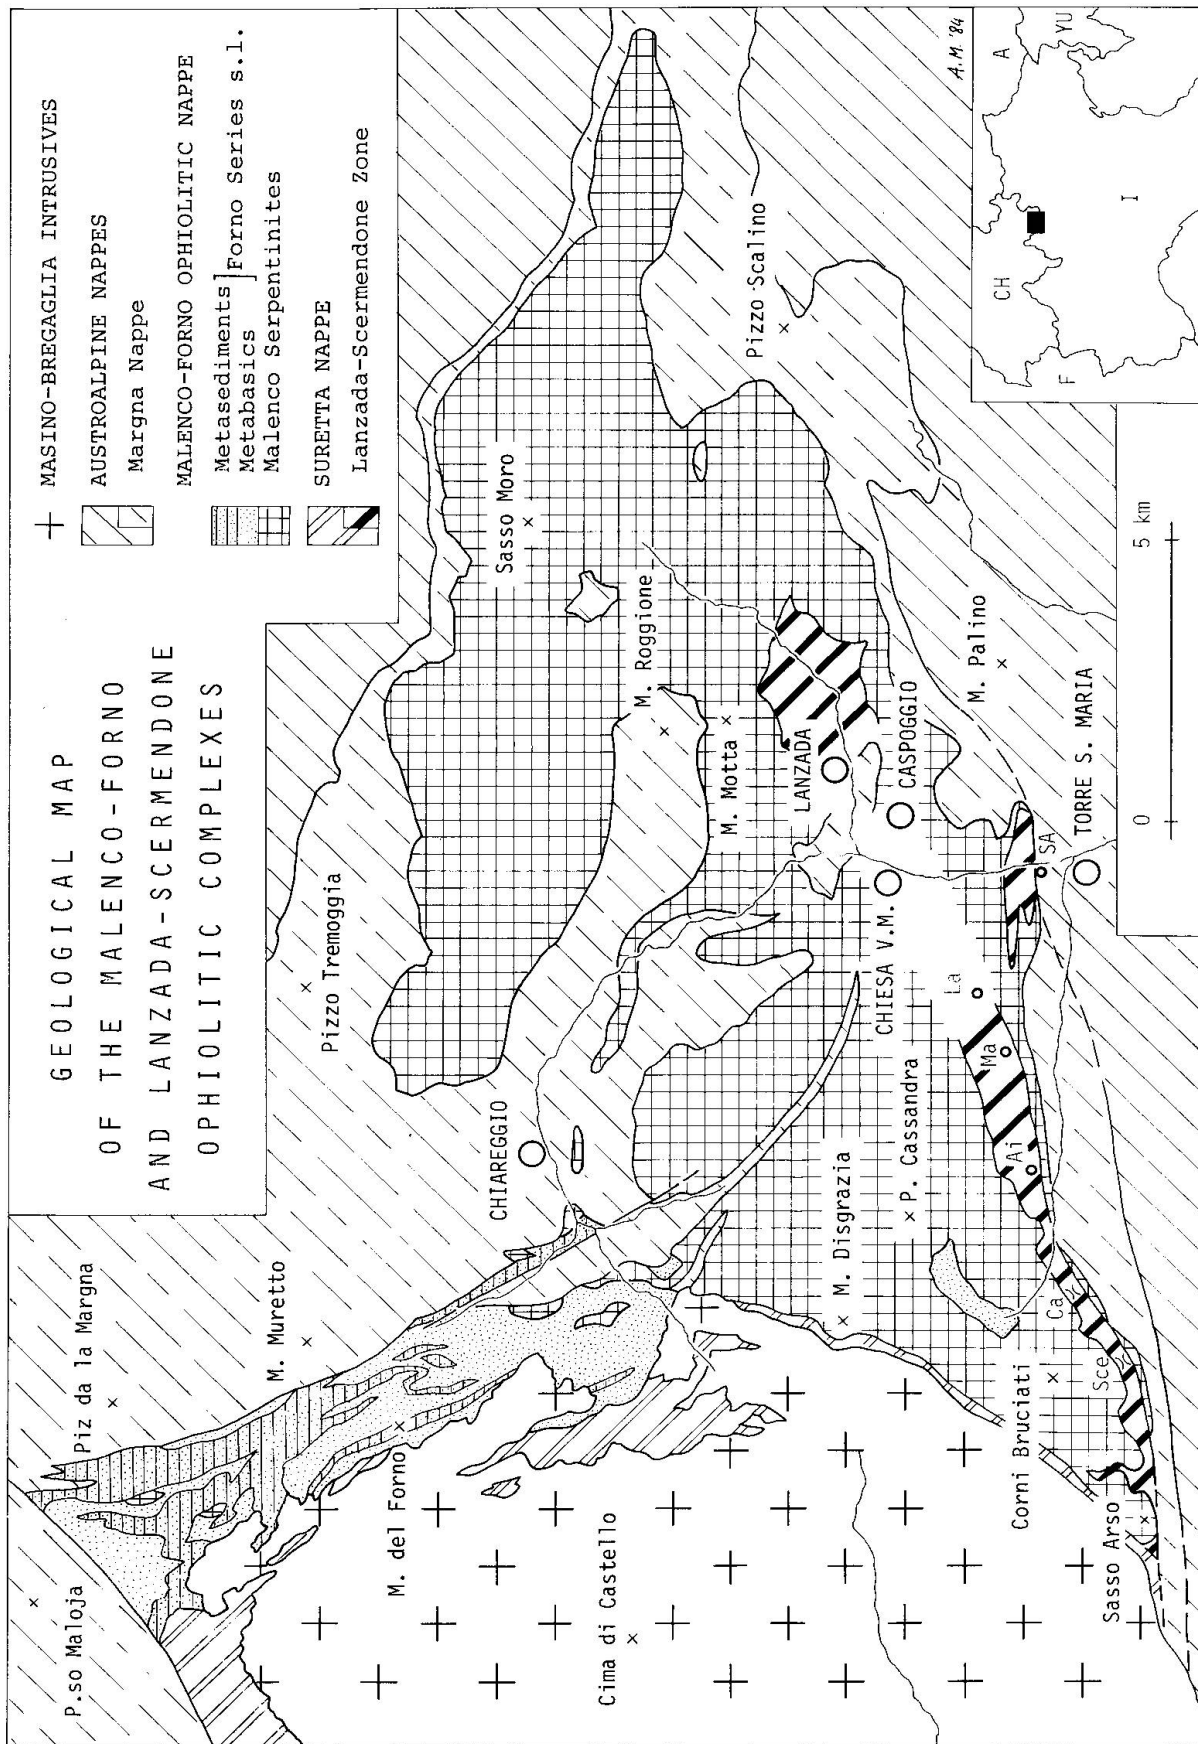 GEOLOGICAL MAP
OF THE MALENCO-FORNO
AND LANZADA-SCERMENDONE
OPHIOLITIC COMPLEXES
MASINO-BREGAGLIA INTRUSIVES
AUSTROALPINE NAPPES
Margna Nappe
MALENCO-FORNO OPHIOLITIC NAPPE
Metasediments
Metabasics
]Forno Series s.l.
Malenco Serpentinites
SURETTA NAPPE
Lanzada-Scermendone Zone
P.so Maloja
Piz da la Margna
M. Muretto
Pizzo Tremoggia
M. del Forno
CHIAREGGIO
Sasso Moro
Cima di Castello
M. Roggione
M. Motta
Pizzo Scalino
M. Disgrazia
LANZADA
P. Cassandra
CHIESA V.M.
CASPOGGIO
La
Ma
M. Palino
Corni Bruciati
Ai
Ca
SA
Sce
Sasso Arso
TORRE S. MARIA
0
5 km
A.M. '84
CH
A
YU
F
I